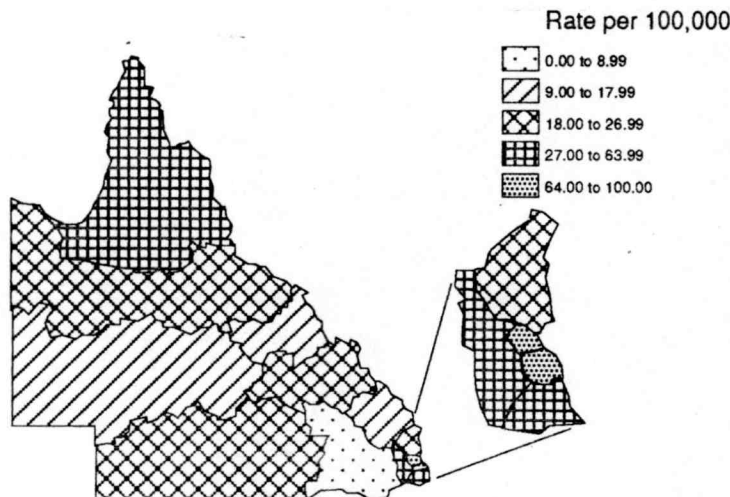 Rate per 100,000
0.00 to 8.99
9.00 to 17.99
18.00 to 26.99
27.00 to 63.99
64.00 to 100.00